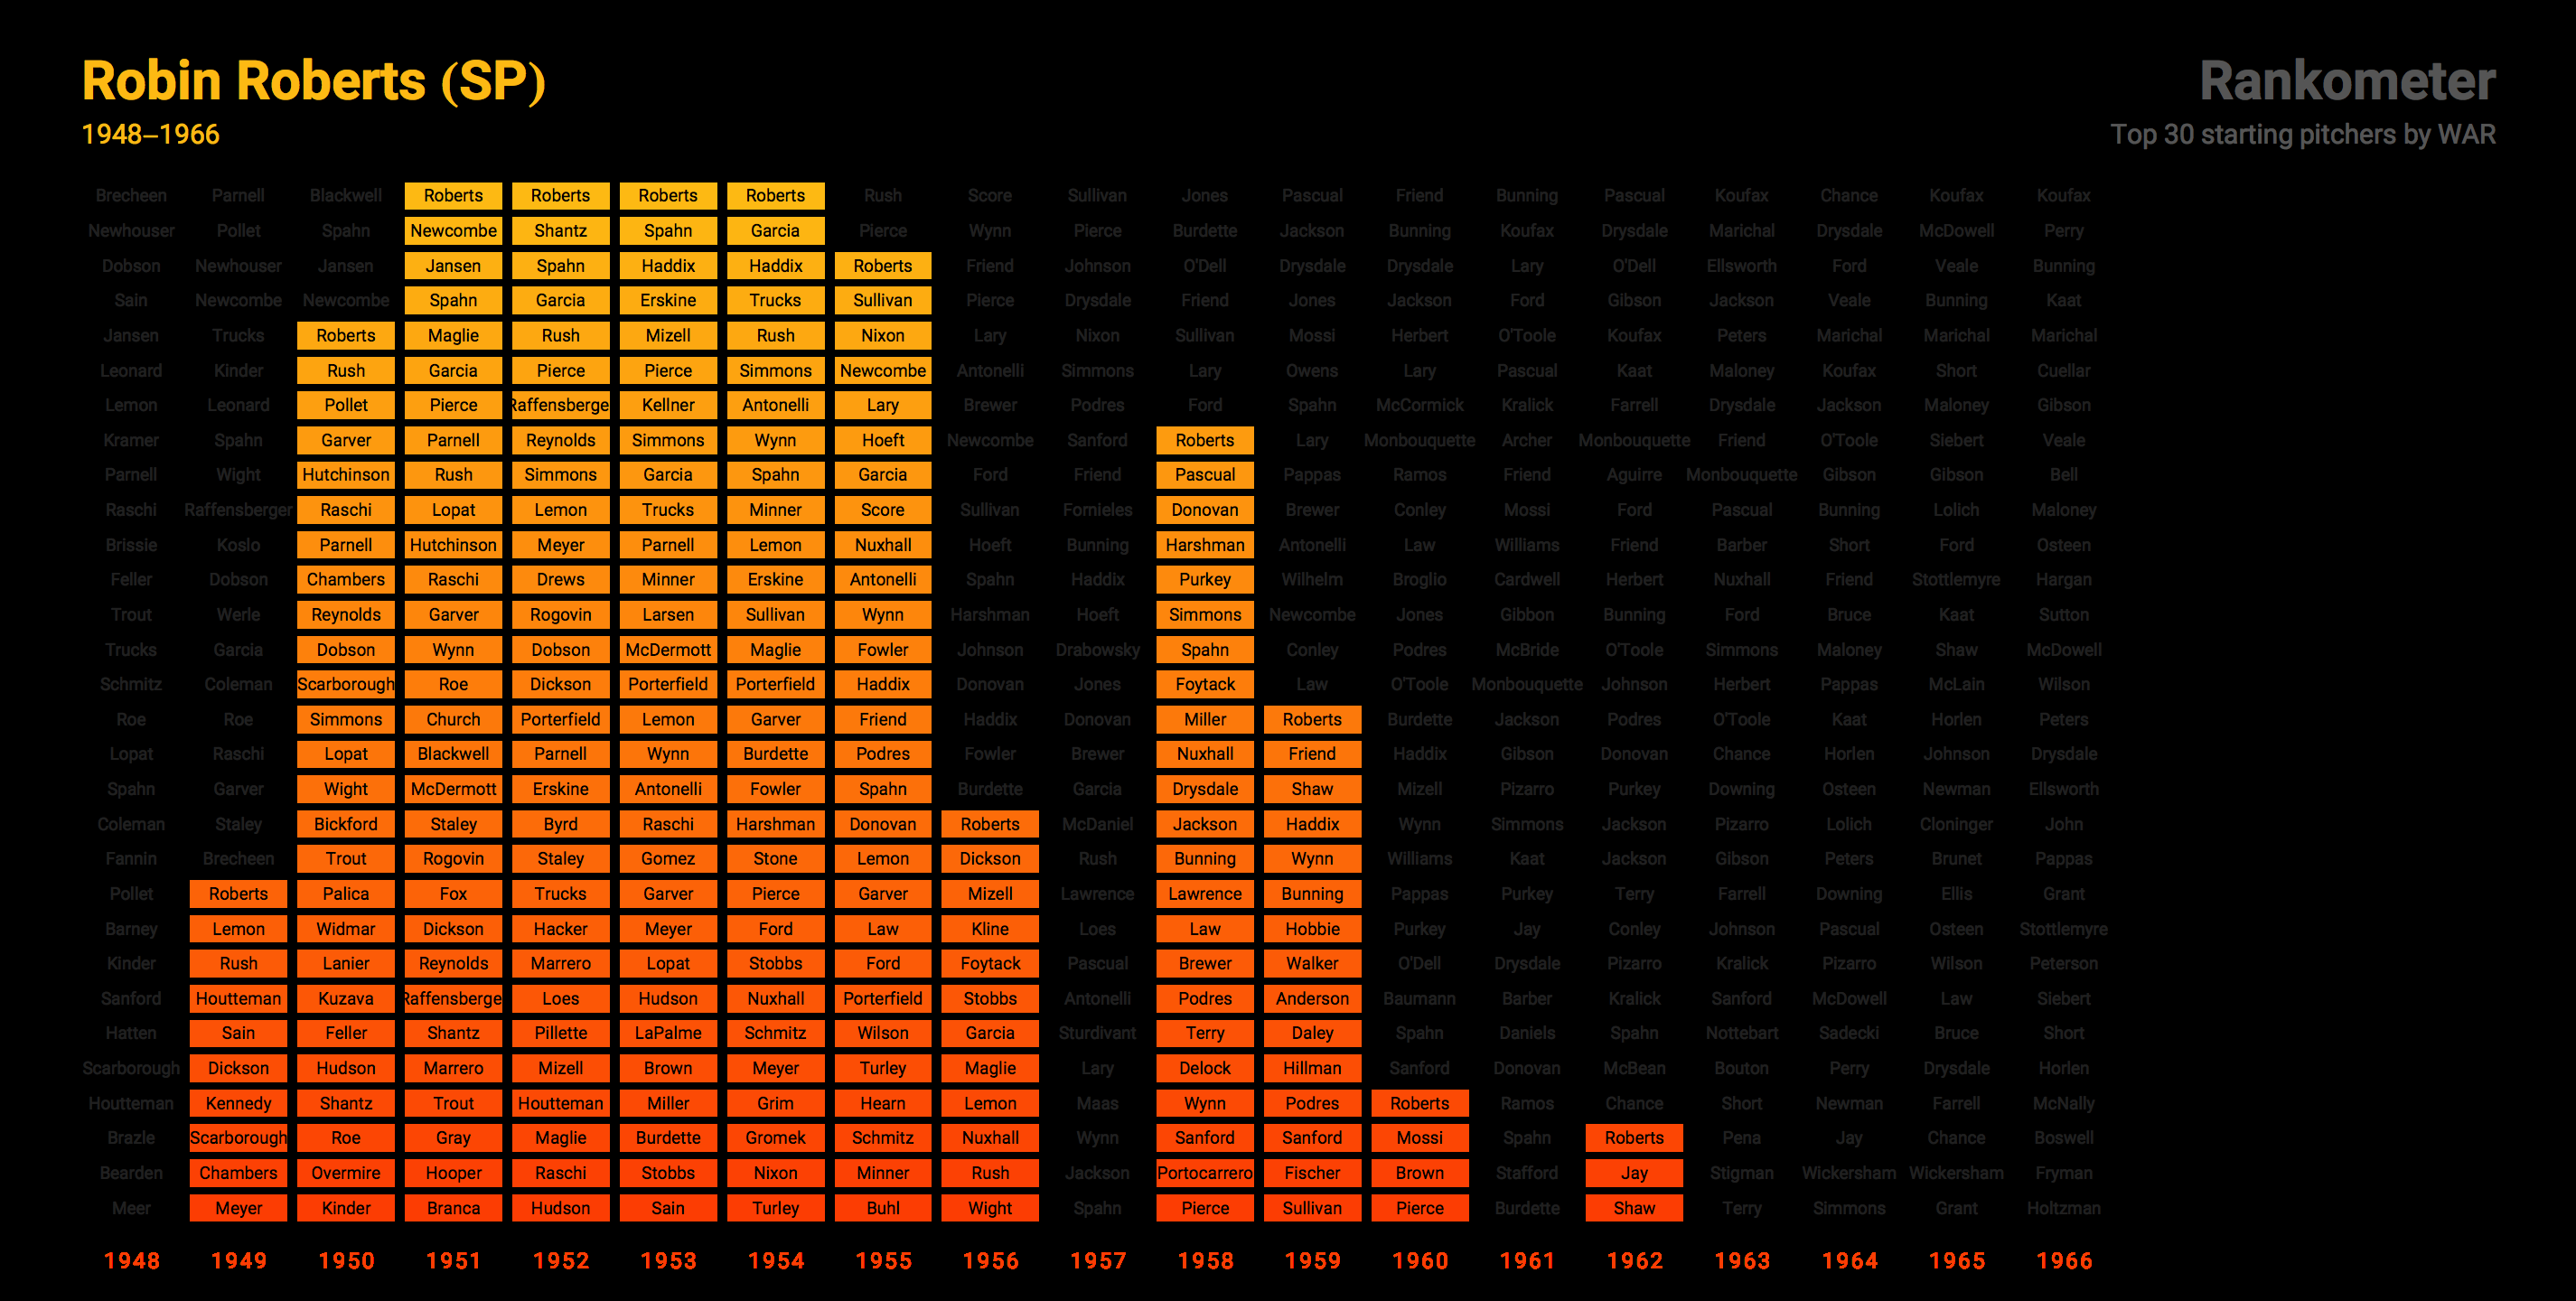 Robin Roberts (SP)
1948–1966
Rankometer
Top 30 starting pitchers by WAR
Brecheen Parnell Blackwell Roberts Roberts Roberts Roberts Rush Score Sullivan Jones Pascual Friend Bunning Pascual Koufax Chance Koufax Koufax
Newhouser Pollet Spahn Newcombe Shantz Spahn Garcia Pierce Wynn Pierce Burdette Jackson Bunning Koufax Drysdale Marichal Drysdale McDowell Perry
Dobson Newhouser Jansen Jansen Spahn Haddix Haddix Roberts Friend Johnson O'Dell Drysdale Drysdale Lary O'Dell Ellsworth Ford Veale Bunning
Sain Newcombe Newcombe Spahn Garcia Erskine Trucks Sullivan Pierce Drysdale Friend Jones Jackson Ford Gibson Jackson Veale Bunning Kaat
Jansen Trucks Roberts Maglie Rush Mizell Rush Nixon Lary Nixon Sullivan Mossi Herbert O'Toole Koufax Peters Marichal Marichal Marichal
Leonard Kinder Rush Garcia Pierce Pierce Simmons Newcombe Antonelli Simmons Lary Owens Lary Pascual Kaat Maloney Koufax Short Cuellar
Lemon Leonard Pollet Pierce Raffensberge Kellner Antonelli Lary Brewer Podres Ford Spahn McCormick Kralick Farrell Drysdale Jackson Maloney Gibson
Kramer Spahn Garver Parnell Reynolds Simmons Wynn Hoeft Newcombe Sanford Roberts Lary Monbouquette Archer Monbouquette Friend O'Toole Siebert Veale
Parnell Wight Hutchinson Rush Simmons Garcia Spahn Garcia Ford Friend Pascual Pappas Ramos Friend Aguirre Monbouquette Gibson Gibson Bell
Raschi Raffensberger Raschi Lopat Lemon Trucks Minner Score Sullivan Fornieles Donovan Brewer Conley Mossi Ford Pascual Bunning Lolich Maloney
Brissie Koslo Parnell Hutchinson Meyer Parnell Lemon Nuxhall Hoeft Bunning Harshman Antonelli Law Williams Friend Barber Short Ford Osteen
Feller Dobson Chambers Raschi Drews Minner Erskine Antonelli Spahn Haddix Purkey Wilhelm Broglio Cardwell Herbert Nuxhall Friend Stottlemyre Hargan
Trout Werle Reynolds Garver Rogovin Larsen Sullivan Wynn Harshman Hoeft Simmons Newcombe Jones Gibbon Bunning Ford Bruce Kaat Sutton
Trucks Garcia Dobson Wynn Dobson McDermott Maglie Fowler Johnson Drabowsky Spahn Conley Podres McBride O'Toole Simmons Maloney Shaw McDowell
Schmitz Coleman Scarborough Roe Dickson Porterfield Porterfield Haddix Donovan Jones Foytack Law O'Toole Monbouquette Johnson Herbert Pappas McLain Wilson
Roe Roe Simmons Church Porterfield Lemon Garver Friend Haddix Donovan Miller Roberts Burdette Jackson Podres O'Toole Kaat Horlen Peters
Lopat Raschi Lopat Blackwell Parnell Wynn Burdette Podres Fowler Brewer Nuxhall Friend Haddix Gibson Donovan Chance Horlen Johnson Drysdale
Spahn Garver Wight McDermott Erskine Antonelli Fowler Spahn Burdette Garcia Drysdale Shaw Mizell Pizarro Purkey Downing Osteen Newman Ellsworth
Coleman Staley Bickford Staley Byrd Raschi Harshman Donovan Roberts McDaniel Jackson Haddix Wynn Simmons Jackson Pizarro Lolich Cloninger John
Fannin Brecheen Trout Rogovin Staley Gomez Stone Lemon Dickson Rush Bunning Wynn Williams Kaat Jackson Gibson Peters Brunet Pappas
Pollet Roberts Palica Fox Trucks Garver Pierce Garver Mizell Lawrence Lawrence Bunning Pappas Purkey Terry Farrell Downing Ellis Grant
Barney Lemon Widmar Dickson Hacker Meyer Ford Law Kline Loes Law Hobbie Purkey Jay Conley Johnson Pascual Osteen Stottlemyre
Kinder Rush Lanier Reynolds Marrero Lopat Stobbs Ford Foytack Pascual Brewer Walker O'Dell Drysdale Pizarro Kralick Pizarro Wilson Peterson
Sanford Houtteman Kuzava Raffensberge Loes Hudson Nuxhall Porterfield Stobbs Antonelli Podres Anderson Baumann Barber Kralick Sanford McDowell Law Siebert
Hatten Sain Feller Shantz Pillette LaPalme Schmitz Wilson Garcia Sturdivant Terry Daley Spahn Daniels Spahn Nottebart Sadecki Bruce Short
Scarborough Dickson Hudson Marrero Mizell Brown Meyer Turley Maglie Lary Delock Hillman Sanford Donovan McBean Bouton Perry Drysdale Horlen
Houtteman Kennedy Shantz Trout Houtteman Miller Grim Hearn Lemon Maas Wynn Podres Roberts Ramos Chance Short Newman Farrell McNally
Brazle Scarborough Roe Gray Maglie Burdette Gromek Schmitz Nuxhall Wynn Sanford Sanford Mossi Spahn Roberts Pena Jay Chance Boswell
Bearden Chambers Overmire Hooper Raschi Stobbs Nixon Minner Rush Jackson Portocarrero Fischer Brown Stafford Jay Stigman Wickersham Wickersham Fryman
Meer Meyer Kinder Branca Hudson Sain Turley Buhl Wight Spahn Pierce Sullivan Pierce Burdette Shaw Terry Simmons Grant Holtzman
1948 1949 1950 1951 1952 1953 1954 1955 1956 1957 1958 1959 1960 1961 1962 1963 1964 1965 1966